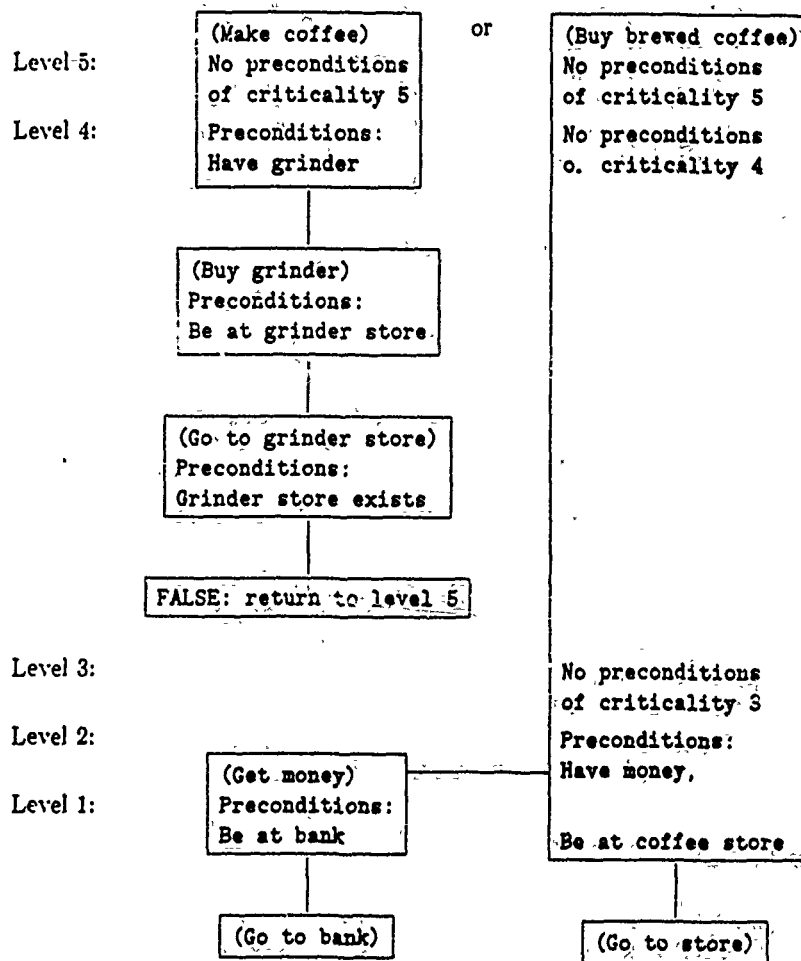 (Make coffee)
or
(Buy brewed coffee)
Level 5:
No preconditions
of criticality 5
No preconditions
of criticality 5
Level 4:
Preconditions:
Have grinder
No preconditions
o. criticality 4
(Buy grinder)
Preconditions:
Be at grinder store
(Go to grinder store)
Preconditions:
Grinder store exists
FALSE: return to level 5
Level 3:
No preconditions
of criticality 3
Level 2:
Preconditions:
Have money,
(Get money)
Level 1:
Preconditions:
Be at bank
Be at coffee store
(Go to bank)
(Go to store)